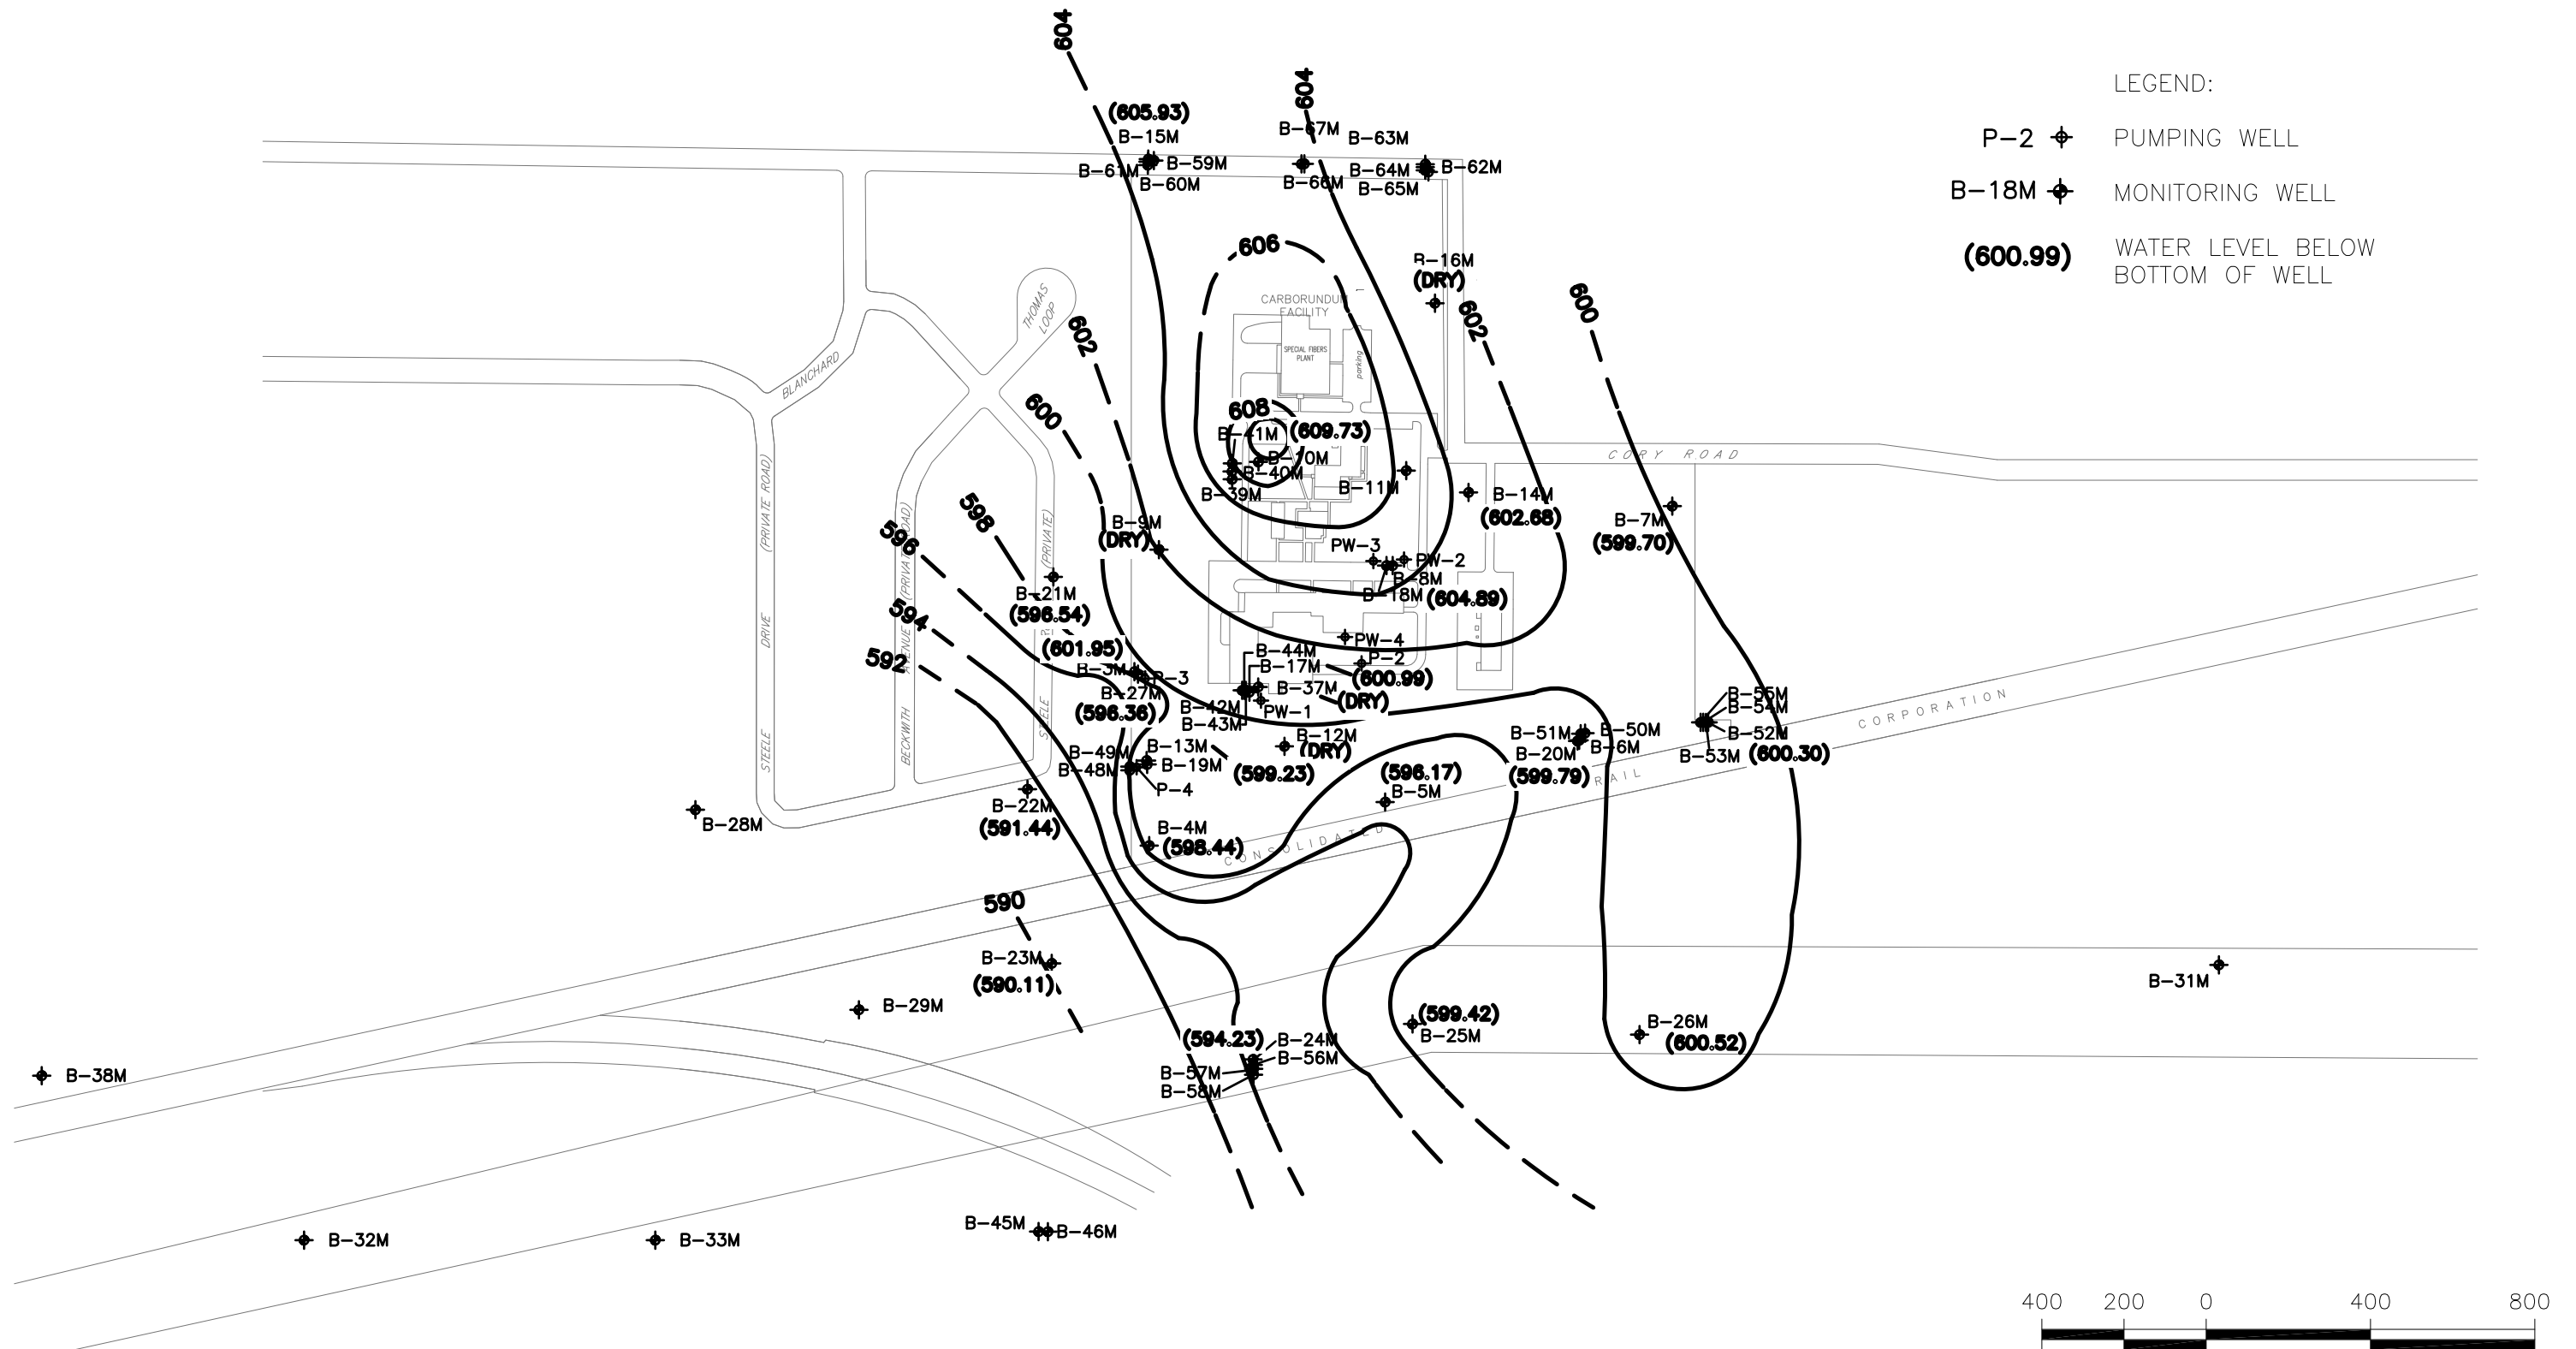 604
604
LEGEND:
(605.93)
B-15M
B-67M
B-63M
P-2
PUMPING WELL
B-61M
B-59M
B-60M
B-66M
B-64M
B-65M
B-62M
B-18M
MONITORING WELL
(600.99)
WATER LEVEL BELOW
BOTTOM OF WELL
606
B-16M
(DRY)
THOMAS
LOOP
CARBORUNDUM
FACILITY
602
602
600
SPECIAL FIBERS
PLANT
parking
BLANCHARD
600
608
B-41M
(609.73)
B-10M
B-40M
B-39M
B-11M
CORY ROAD
B-14M
(602.68)
B-7M
(599.70)
598
596
B-9M
(DRY)
STEELE DRIVE (PRIVATE ROAD)
BECKWITH AVENUE (PRIVATE ROAD)
STEELE (PRIVATE)
PW-3
PW-2
B-8M
B-18M
(604.89)
B-21M
(596.54)
594
592
(601.95)
PW-4
P-2
B-44M
B-17M
(600.99)
B-3M
P-3
B-27M
(596.36)
B-37M
(DRY)
B-42M
PW-1
B-43M
B-12M
(DRY)
B-49M
B-13M
B-48M
B-19M
P-4
(599.23)
(596.17)
B-5M
B-51M
B-50M
B-20M
B-6M
(599.79)
B-55M
B-54M
B-52M
B-53M
(600.30)
CONSOLIDATED RAIL CORPORATION
B-22M
(591.44)
B-28M
B-4M
(598.44)
590
B-23M
(590.11)
B-29M
B-31M
(599.42)
B-25M
B-26M
(600.52)
(594.23)
B-24M
B-56M
B-57M
B-58M
B-38M
B-32M
B-33M
B-45M
B-46M
400 200 0 400 800